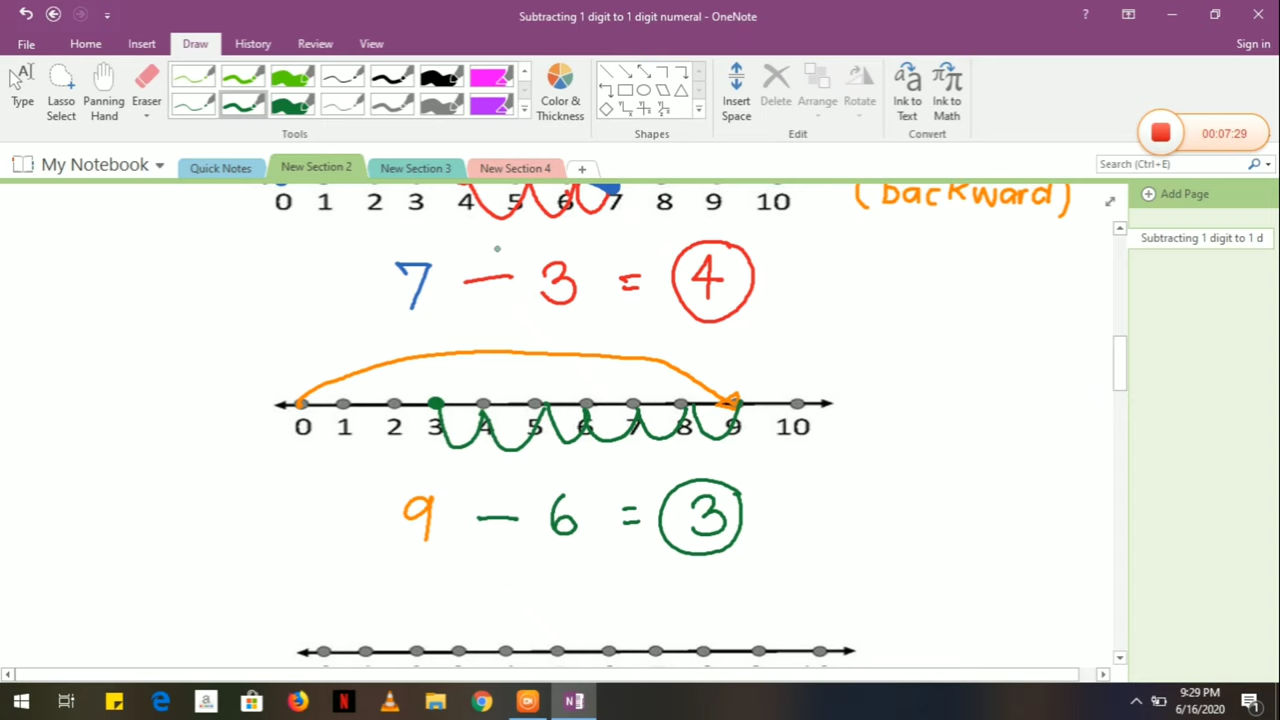 Subtracting 1 digit to 1 digit numeral - OneNote
File Home Insert Draw History Review View Sign in
Type
Lasso Select
Panning Hand
Eraser
Color & Thickness
Insert Space
Delete
Arrange
Rotate
Ink to Text
Ink to Math
Tools Shapes Edit Convert
00:07:29
My Notebook Quick Notes New Section 2 New Section 3 New Section 4
Search (Ctrl+E)
Add Page
Subtracting 1 digit to 1 d
0 1 2 3 4 5 6 7 8 9 10
(backward)
7 - 3 = 4
0 1 2 3 4 5 6 7 8 9 10
9 - 6 = 3
9:29 PM
6/16/2020